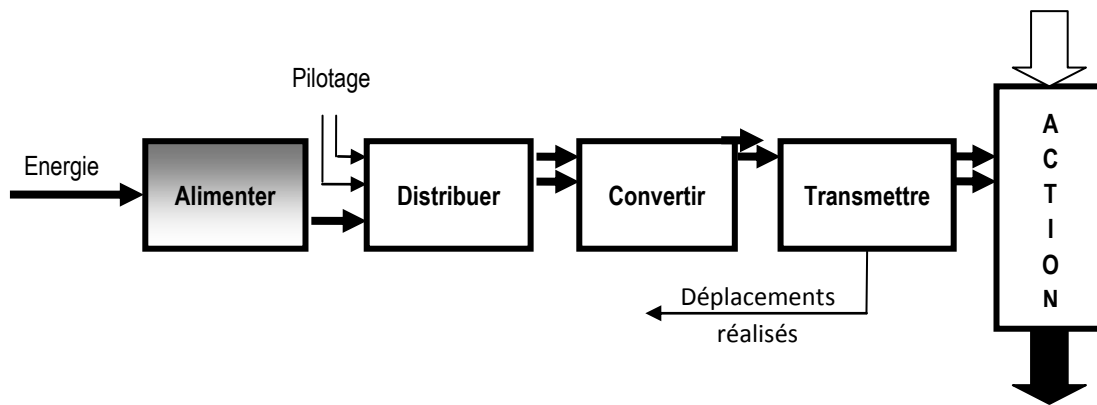 Pilotage
Energie
Alimenter
Distribuer
Convertir
Transmettre
A
C
T
I
O
N
Déplacements
réalisés